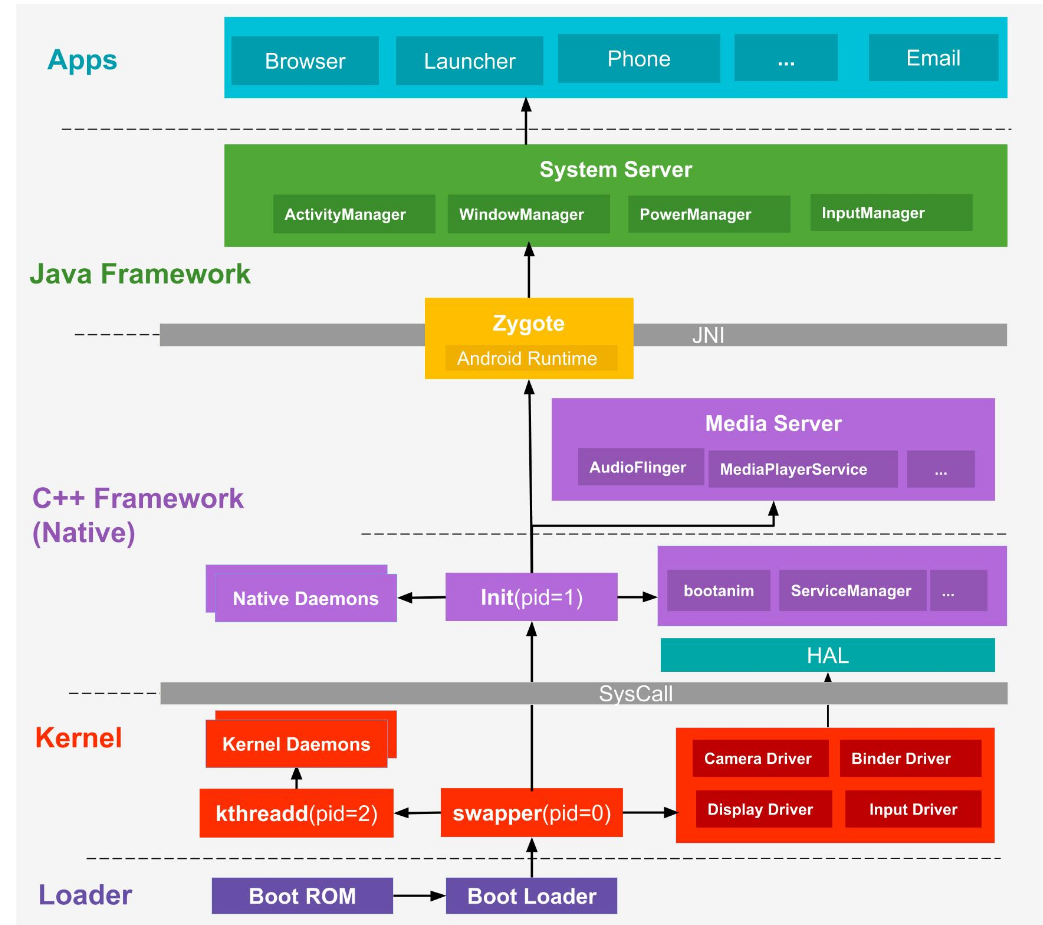 Apps
Browser
Launcher
Phone
...
Email
System Server
ActivityManager
WindowManager
PowerManager
InputManager
Java Framework
Zygote
Android Runtime
JNI
Media Server
AudioFlinger
MediaPlayerService
...
C++ Framework
(Native)
Native Daemons
Init(pid=1)
bootanim
ServiceManager
...
HAL
SysCall
Kernel
Kernel Daemons
Camera Driver
Binder Driver
kthreadd(pid=2)
swapper(pid=0)
Display Driver
Input Driver
Loader
Boot ROM
Boot Loader